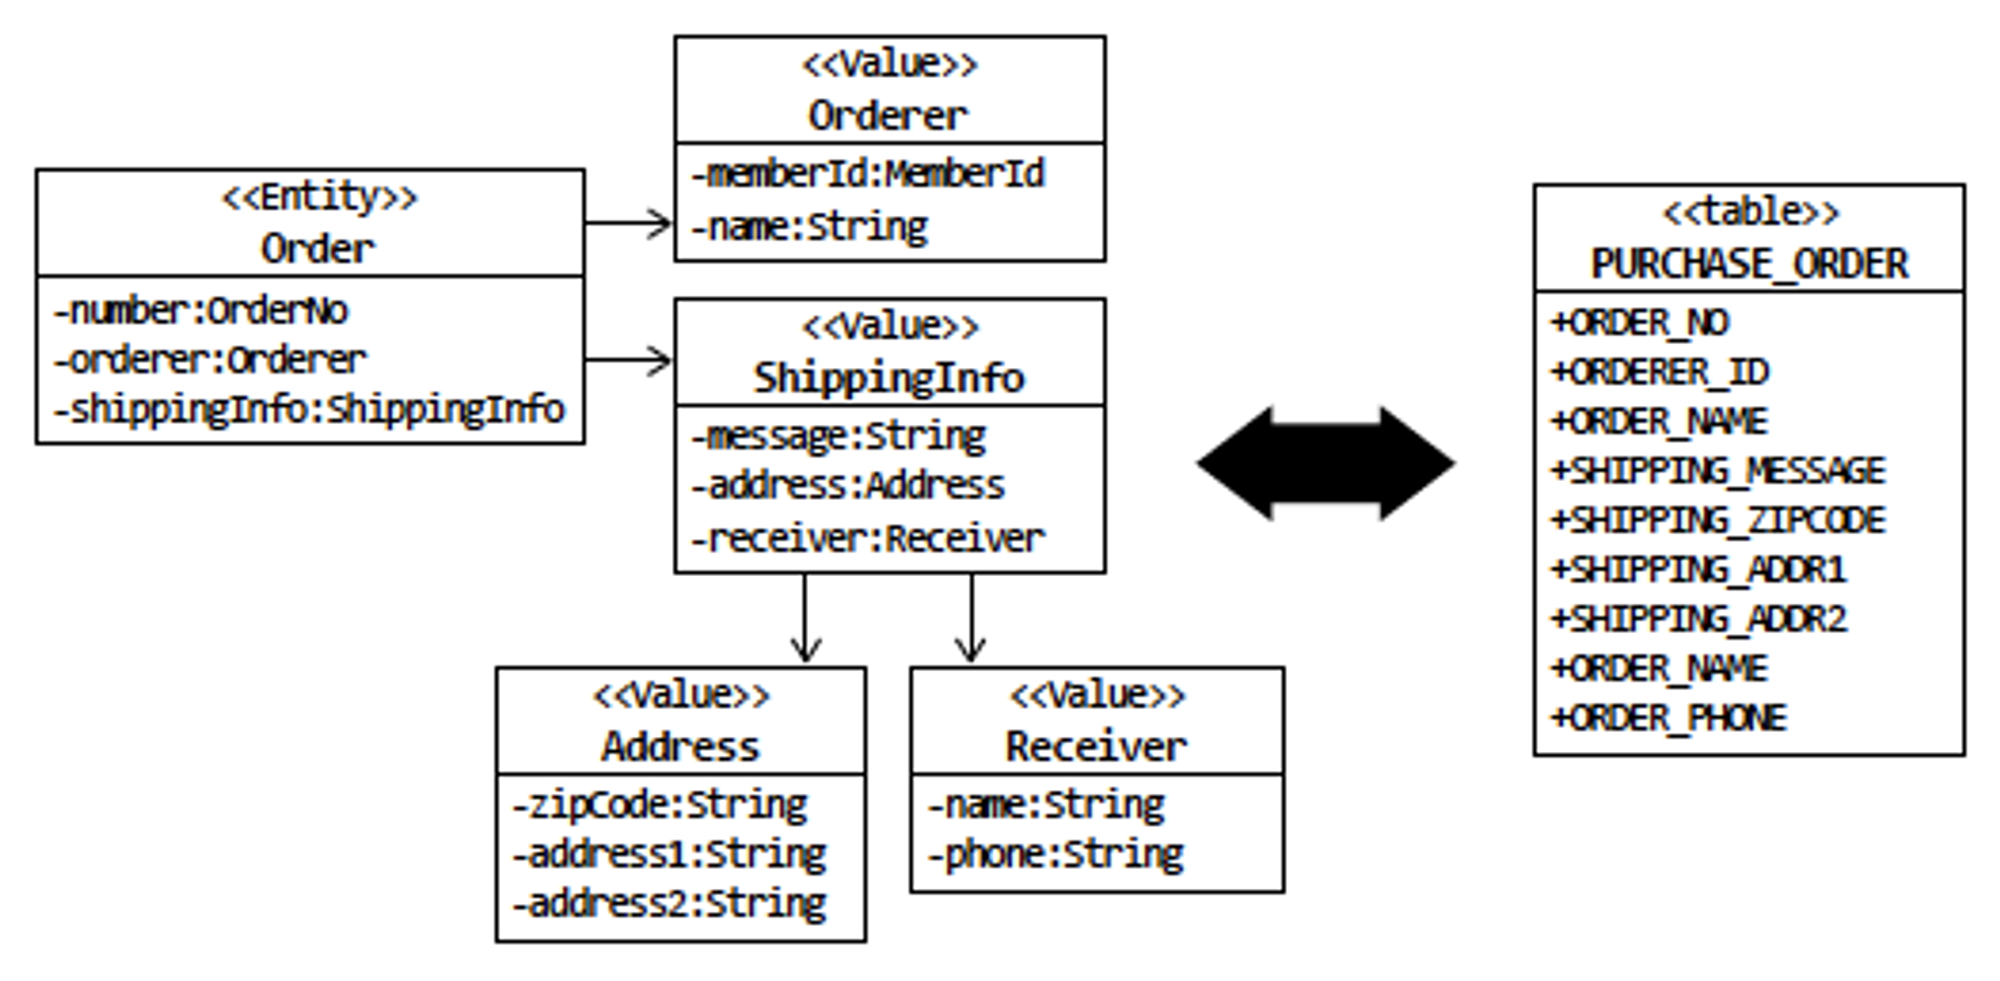 <<Entity>>
Order
-number:OrderNo
-orderer:Orderer
-shippingInfo:ShippingInfo
<<Value>>
Orderer
-memberId:MemberId
-name:String
<<Value>>
ShippingInfo
-message:String
-address:Address
-receiver:Receiver
<<Value>>
Address
-zipCode:String
-address1:String
-address2:String
<<Value>>
Receiver
-name:String
-phone:String
<<table>>
PURCHASE_ORDER
+ORDER_NO
+ORDERER_ID
+ORDER_NAME
+SHIPPING_MESSAGE
+SHIPPING_ZIPCODE
+SHIPPING_ADDR1
+SHIPPING_ADDR2
+ORDER_NAME
+ORDER_PHONE